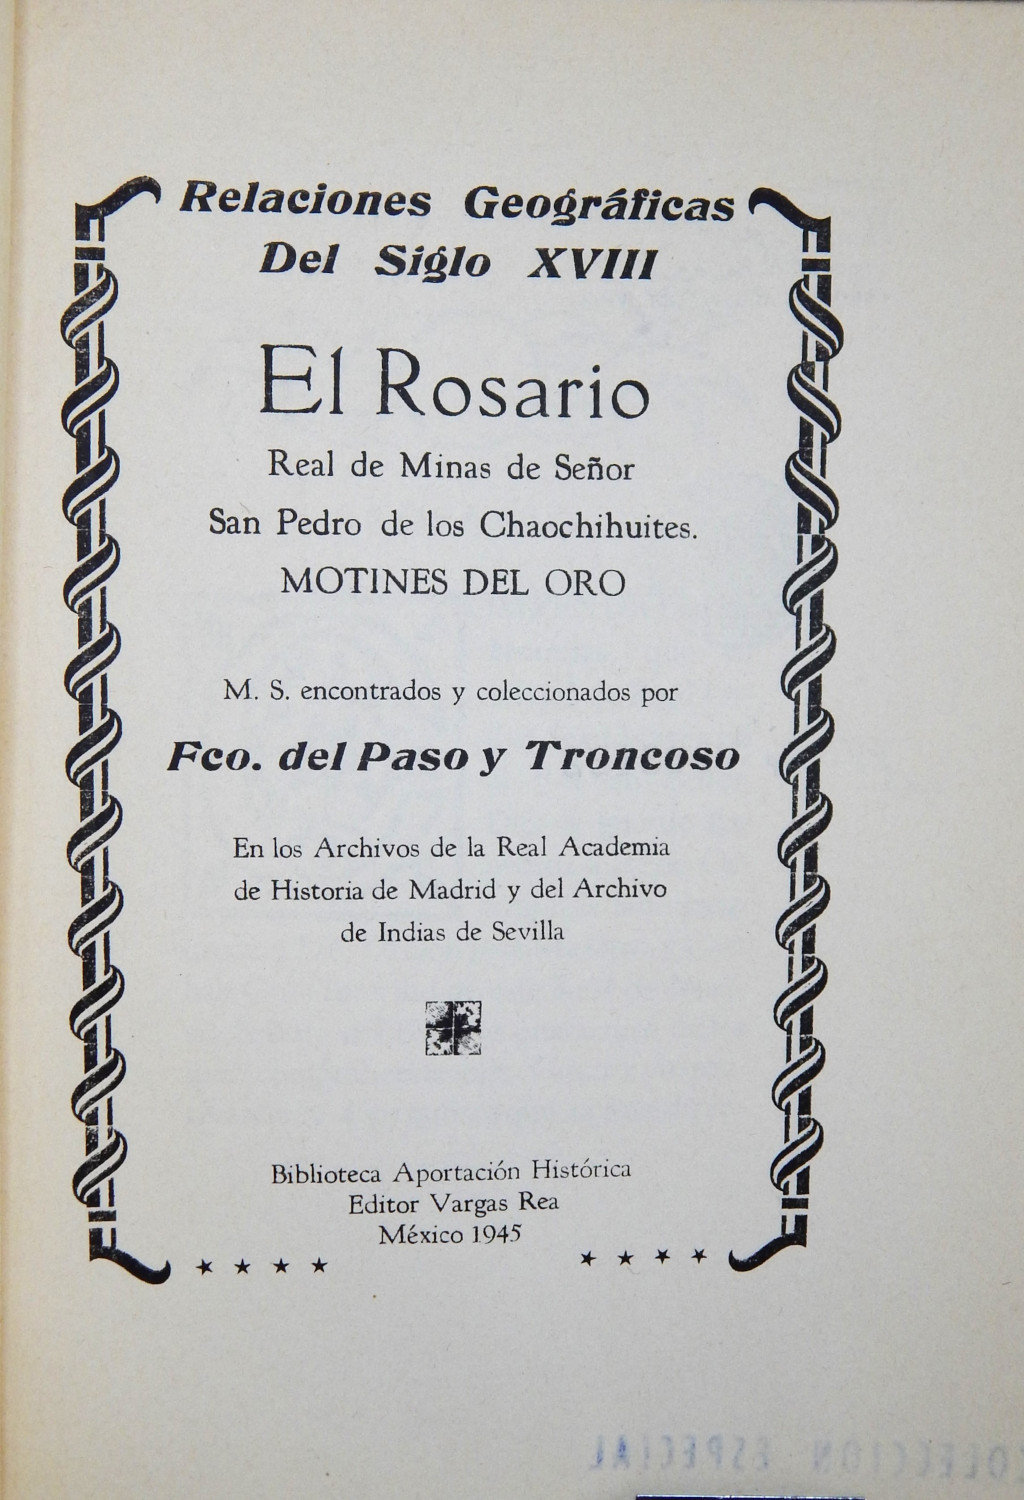 Relaciones Geográficas
Del Siglo XVIII
El Rosario
Real de Minas de Señor
San Pedro de los Chaochihuites.
MOTINES DEL ORO
M. S. encontrados y coleccionados por
Fco. del Paso y Troncoso
En los Archivos de la Real Academia
de Historia de Madrid y del Archivo
de Indias de Sevilla
Biblioteca Aportación Histórica
Editor Vargas Rea
México 1945
COLECCION ESPECIAL